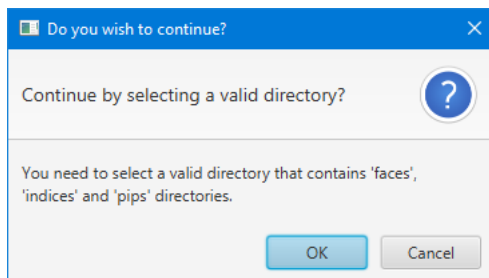 Do you wish to continue?
Continue by selecting a valid directory?
You need to select a valid directory that contains 'faces',
'indices' and 'pips' directories.
OK
Cancel